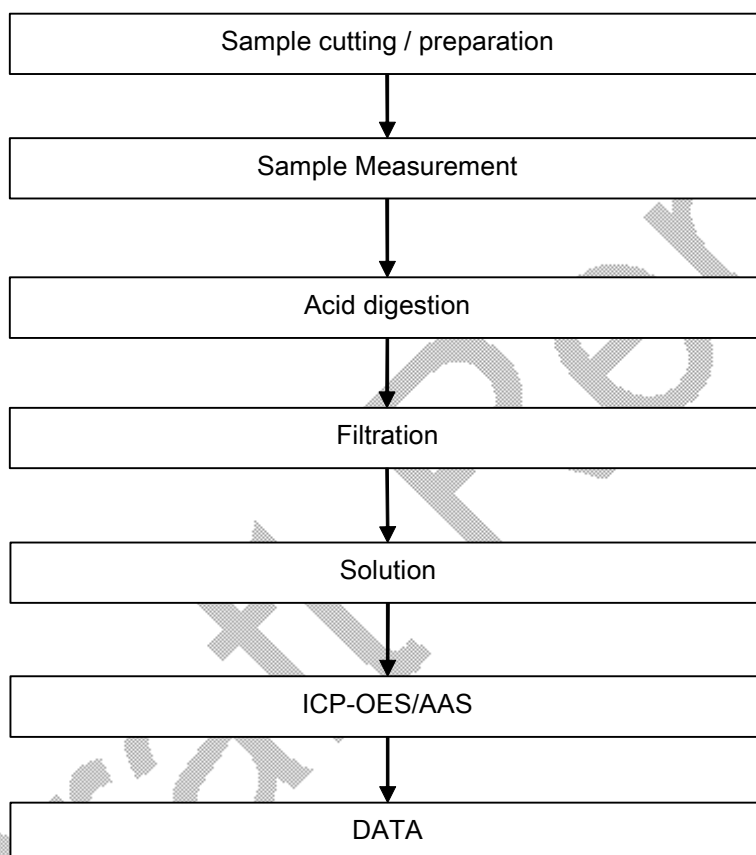 Sample cutting / preparation
Sample Measurement
Acid digestion
Filtration
Solution
ICP-OES/AAS
DATA